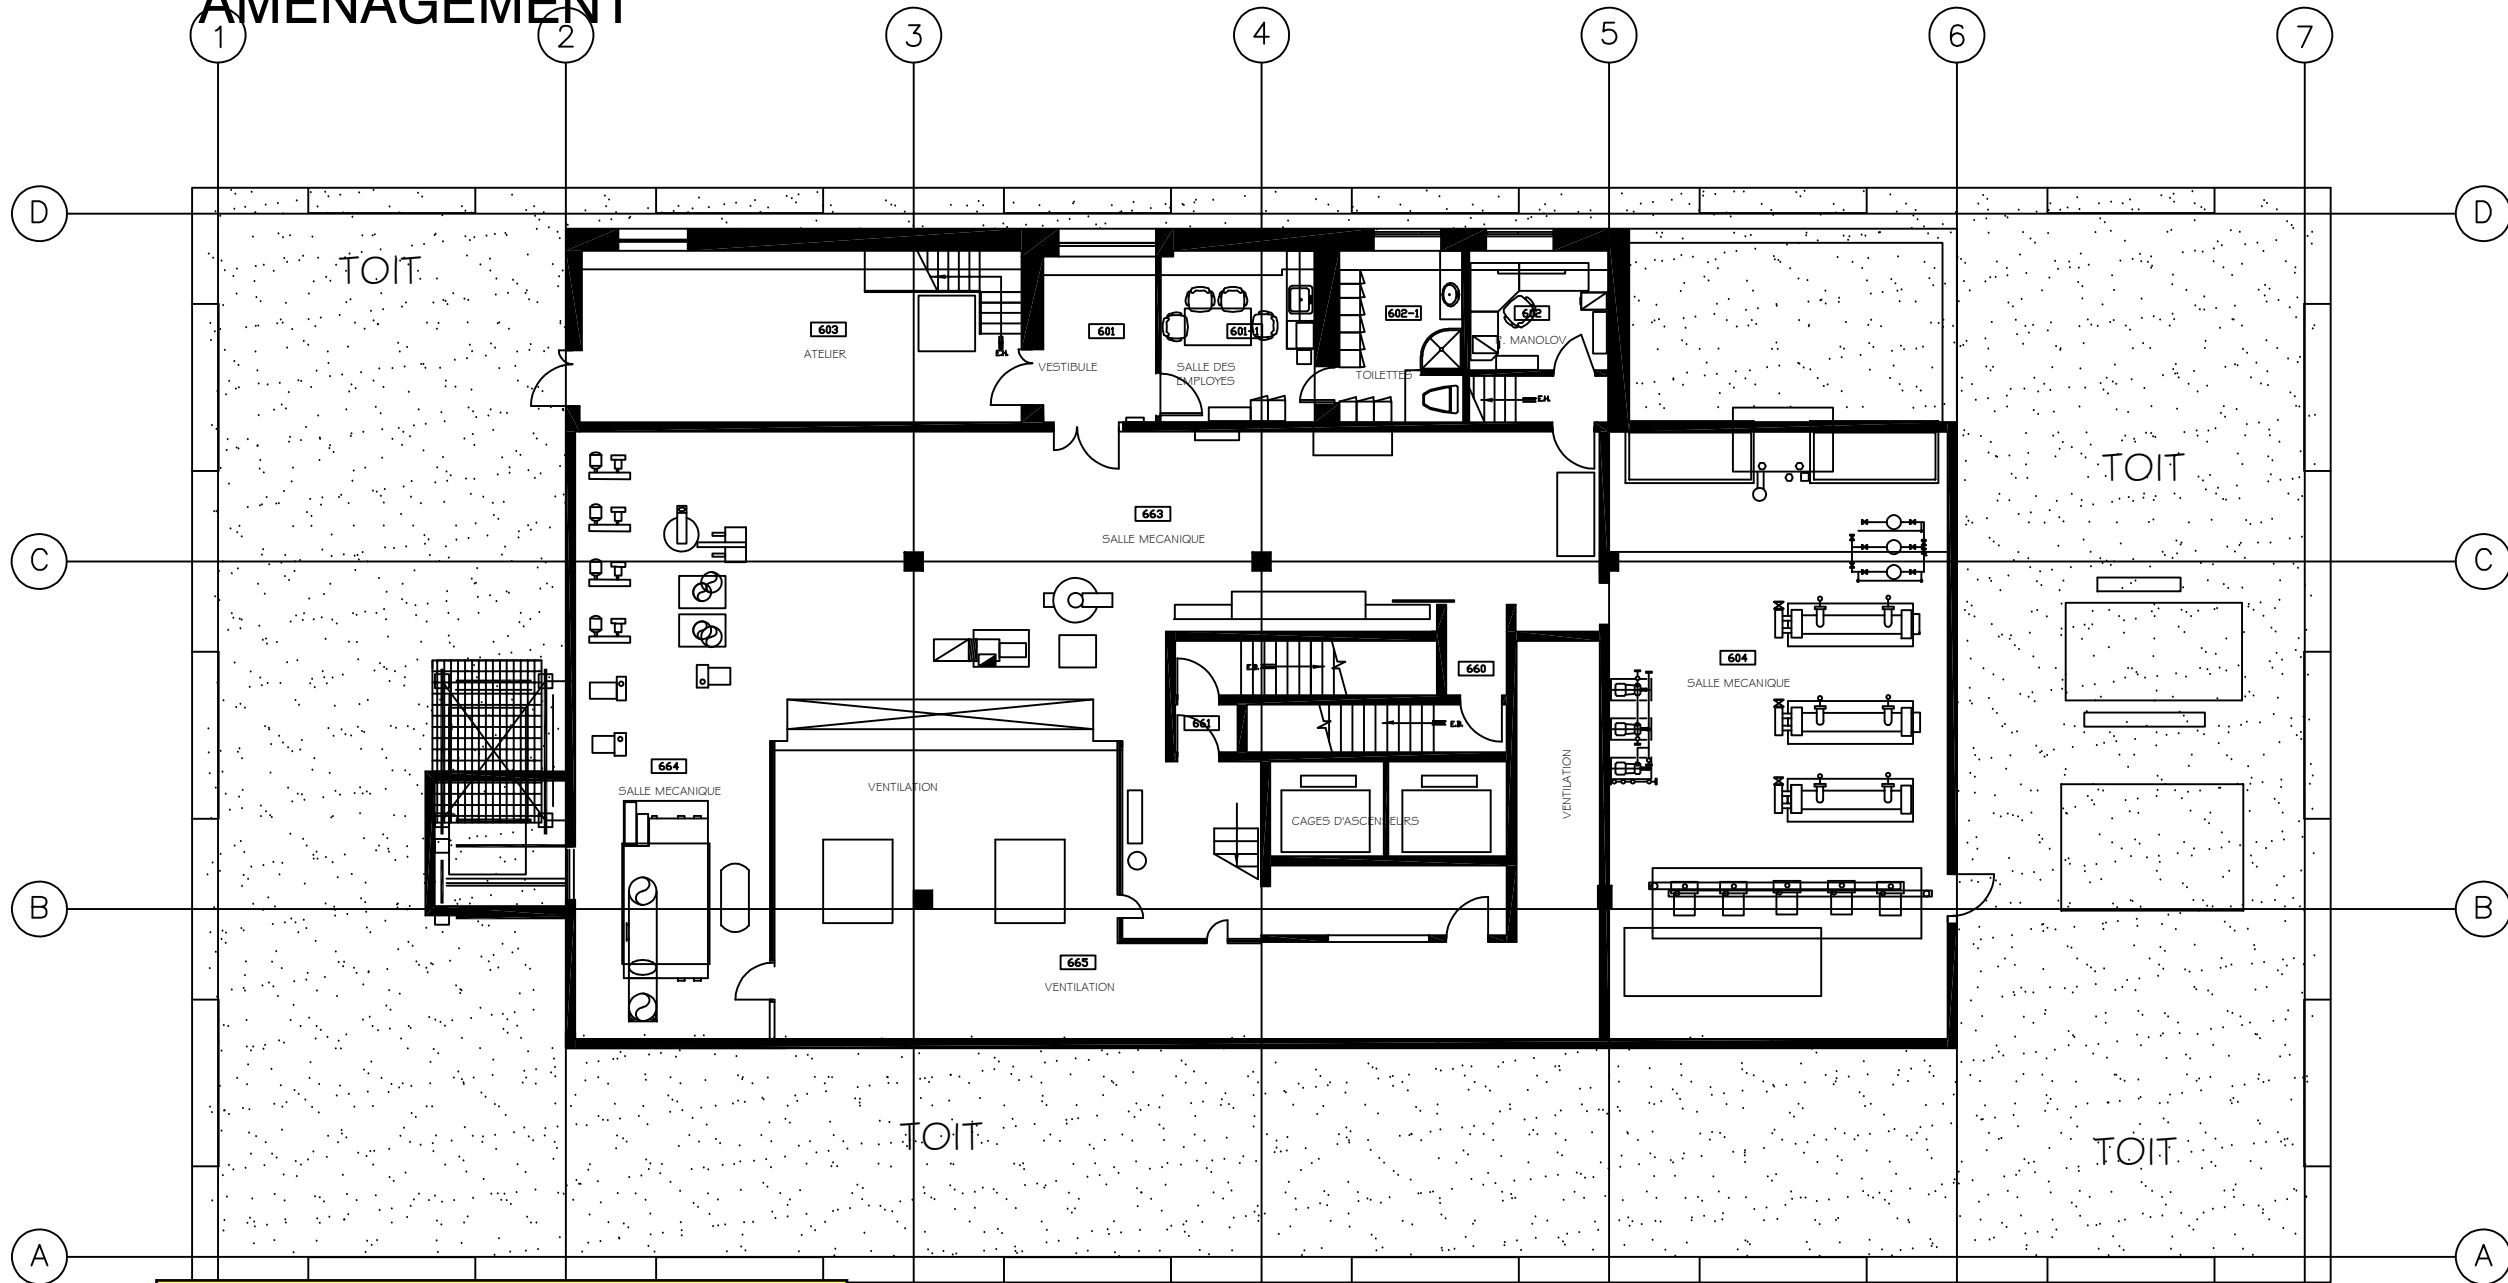 AMENAGEMENT
1 2 3 4 5 6 7
D D
TOIT
603
ATELIER
601
VESTIBULE
601-1
SALLE DES
EMPLOYES
602-1
TOILETTES
602
MANOLOV
E.H.
E.H.
TOIT
663
SALLE MECANIQUE
C C
E.D.
660
604
SALLE MECANIQUE
661
E.D.
664
SALLE MECANIQUE
VENTILATION
VENTILATION
CAGES D'ASCENSEURS
B B
665
VENTILATION
TOIT
TOIT
A A